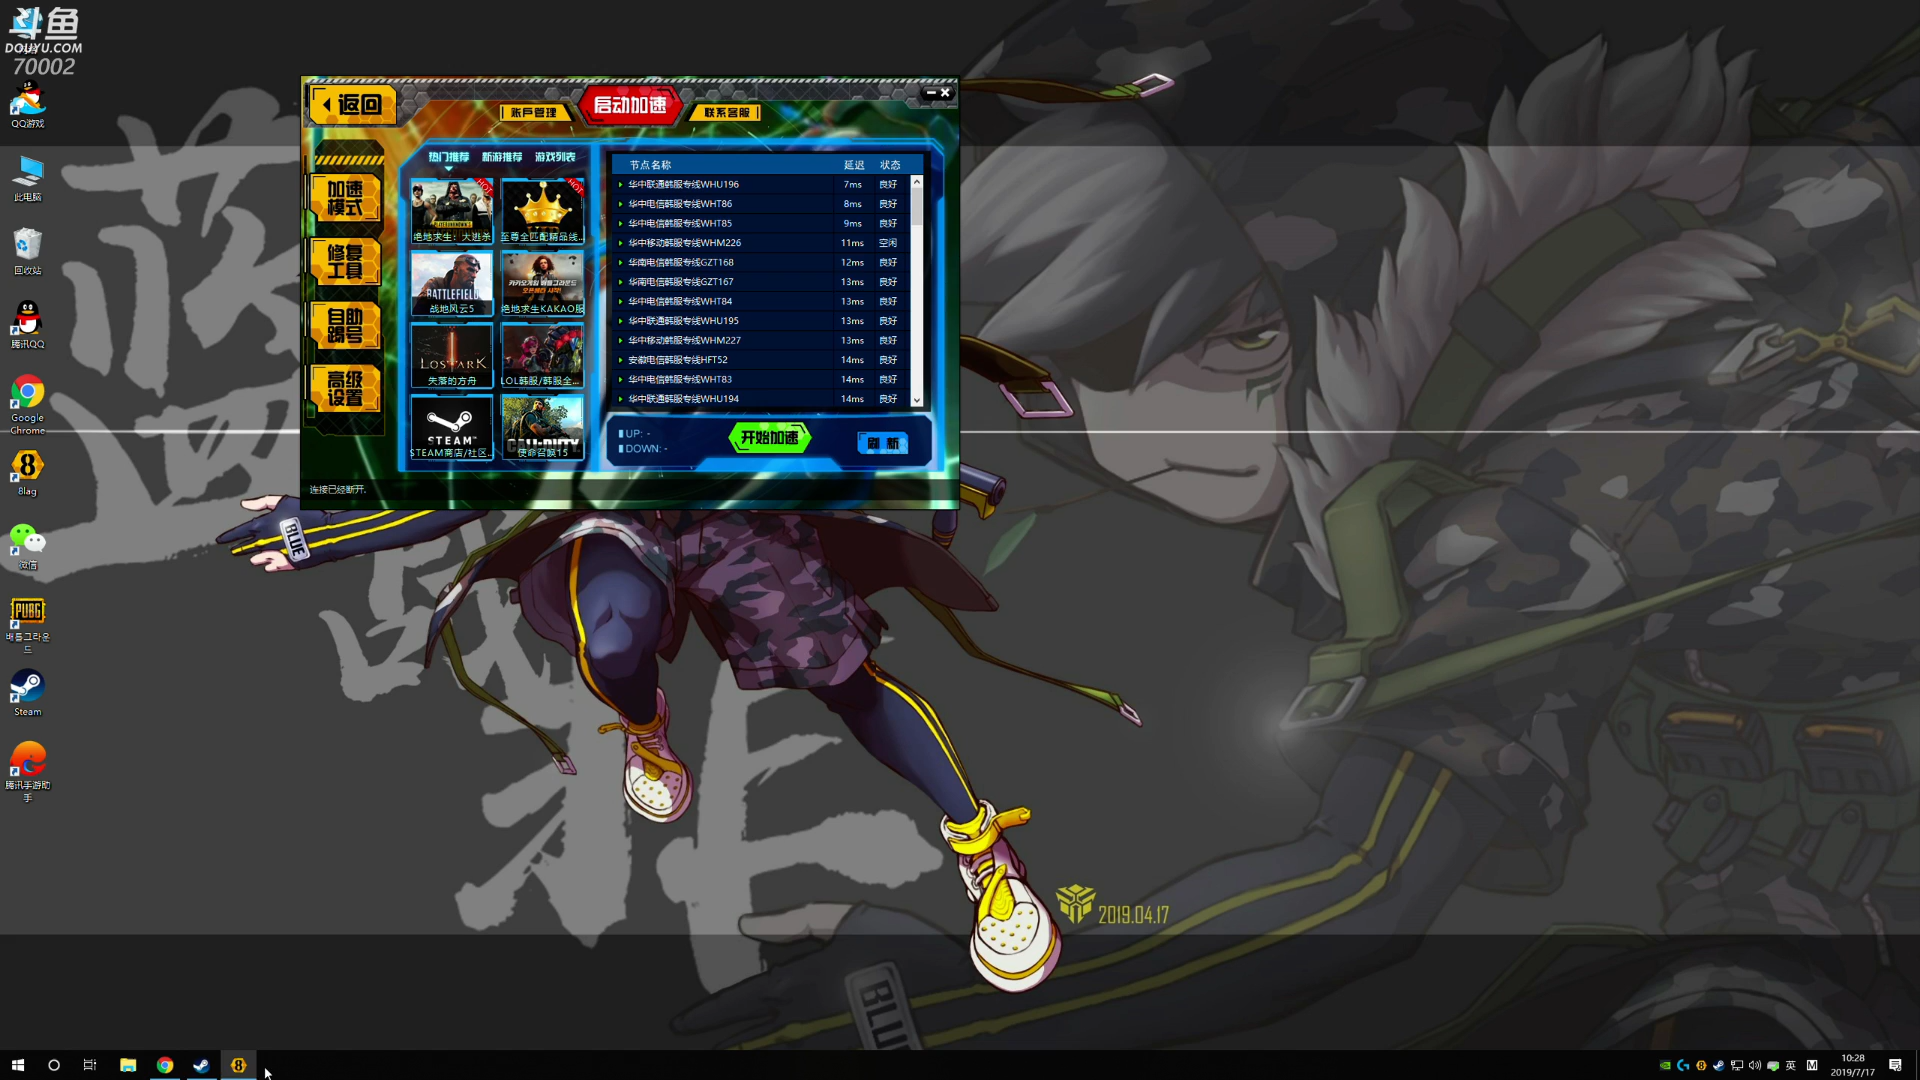 斗鱼
DOUYU.COM
70002
QQ游戏
此电脑
回收站
腾讯QQ
Google
Chrome
8lag
微信
PUBG
배틀그라운
드
Steam
腾讯手游助
手
返回
账戶管理
启动加速
联系客服
加速
模式
修复
工具
自助
踢号
高级
设置
热门推荐 新游推荐 游戏列表
HOT
绝地求生：大逃杀
HOT
至尊全匹配精品线...
BATTLEFIELD
战地风云5
绝地求生KAKAO服
LOST ARK
失落的方舟
LOL韩服/韩服全...
STEAM™
STEAM商店/社区...
CALL OF DUTY
使命召唤15
节点名称 延迟 状态
华中联通韩服专线WHU196 7ms 良好
华中电信韩服专线WHT86 8ms 良好
华中电信韩服专线WHT85 9ms 良好
华中移动韩服专线WHM226 11ms 空闲
华南电信韩服专线GZT168 12ms 良好
华南电信韩服专线GZT167 13ms 良好
华中电信韩服专线WHT84 13ms 良好
华中联通韩服专线WHU195 13ms 良好
华中移动韩服专线WHM227 13ms 良好
安徽电信韩服专线HFT52 14ms 良好
华中电信韩服专线WHT83 14ms 良好
华中联通韩服专线WHU194 14ms 良好
UP: -
DOWN: -
开始加速
刷 新
连接已经断开.
BLUE
2019.04.17
BLUE
英
M
10:28
2019/7/17